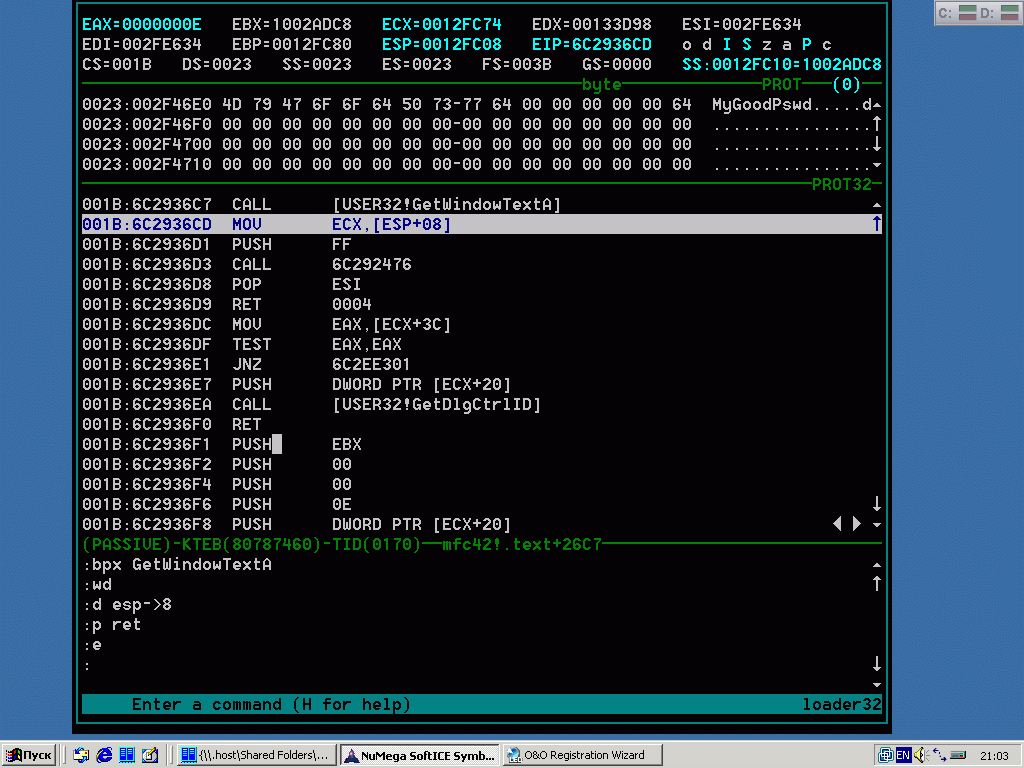 C: D:
EAX=0000000E EBX=1002ADC8 ECX=0012FC74 EDX=00133D98 ESI=002FE634
EDI=002FE634 EBP=0012FC80 ESP=0012FC08 EIP=6C2936CD o d I S z a P c
CS=001B DS=0023 SS=0023 ES=0023 FS=003B GS=0000 SS:0012FC10=1002ADC8
byte PROT (0)
0023:002F46E0 4D 79 47 6F 6F 64 50 73-77 64 00 00 00 00 00 64 MyGoodPswd.....d
0023:002F46F0 00 00 00 00 00 00 00 00-00 00 00 00 00 00 00 00 ................
0023:002F4700 00 00 00 00 00 00 00 00-00 00 00 00 00 00 00 00 ................
0023:002F4710 00 00 00 00 00 00 00 00-00 00 00 00 00 00 00 00 ................
PROT32
001B:6C2936C7 CALL [USER32!GetWindowTextA]
001B:6C2936CD MOV ECX,[ESP+08]
001B:6C2936D1 PUSH FF
001B:6C2936D3 CALL 6C292476
001B:6C2936D8 POP ESI
001B:6C2936D9 RET 0004
001B:6C2936DC MOV EAX,[ECX+3C]
001B:6C2936DF TEST EAX,EAX
001B:6C2936E1 JNZ 6C2EE301
001B:6C2936E7 PUSH DWORD PTR [ECX+20]
001B:6C2936EA CALL [USER32!GetDlgCtrlID]
001B:6C2936F0 RET
001B:6C2936F1 PUSH EBX
001B:6C2936F2 PUSH 00
001B:6C2936F4 PUSH 00
001B:6C2936F6 PUSH 0E
001B:6C2936F8 PUSH DWORD PTR [ECX+20]
(PASSIVE)-KTEB(80787460)-TID(0170)—mfc42!.text+26C7
:bpx GetWindowTextA
:wd
:d esp->8
:p ret
:e
:
Enter a command (H for help) loader32
Пуск {\\.host\Shared Folders\... NuMega SoftICE Symb... O&O Registration Wizard EN 21:03